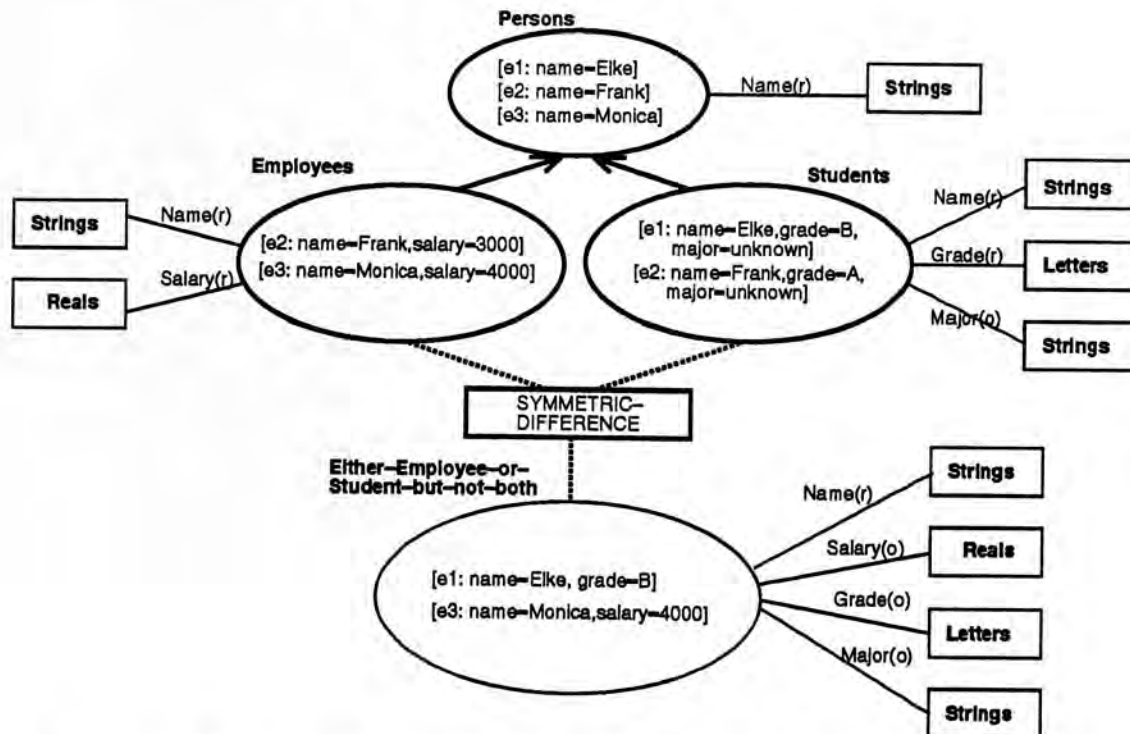 Persons
[e1: name=Elke]
[e2: name=Frank]
[e3: name=Monica]
Name(r)
Strings
Employees
Students
Strings
Name(r)
Reals
Salary(r)
[e2: name=Frank,salary=3000]
[e3: name=Monica,salary=4000]
[e1: name=Elke,grade=B,
major=unknown]
[e2: name=Frank,grade=A,
major=unknown]
Name(r)
Strings
Grade(r)
Letters
Major(o)
Strings
SYMMETRIC–
DIFFERENCE
Either–Employee–or–
Student–but–not–both
[e1: name=Elke, grade=B]
[e3: name=Monica,salary=4000]
Name(r)
Strings
Salary(o)
Reals
Grade(o)
Letters
Major(o)
Strings